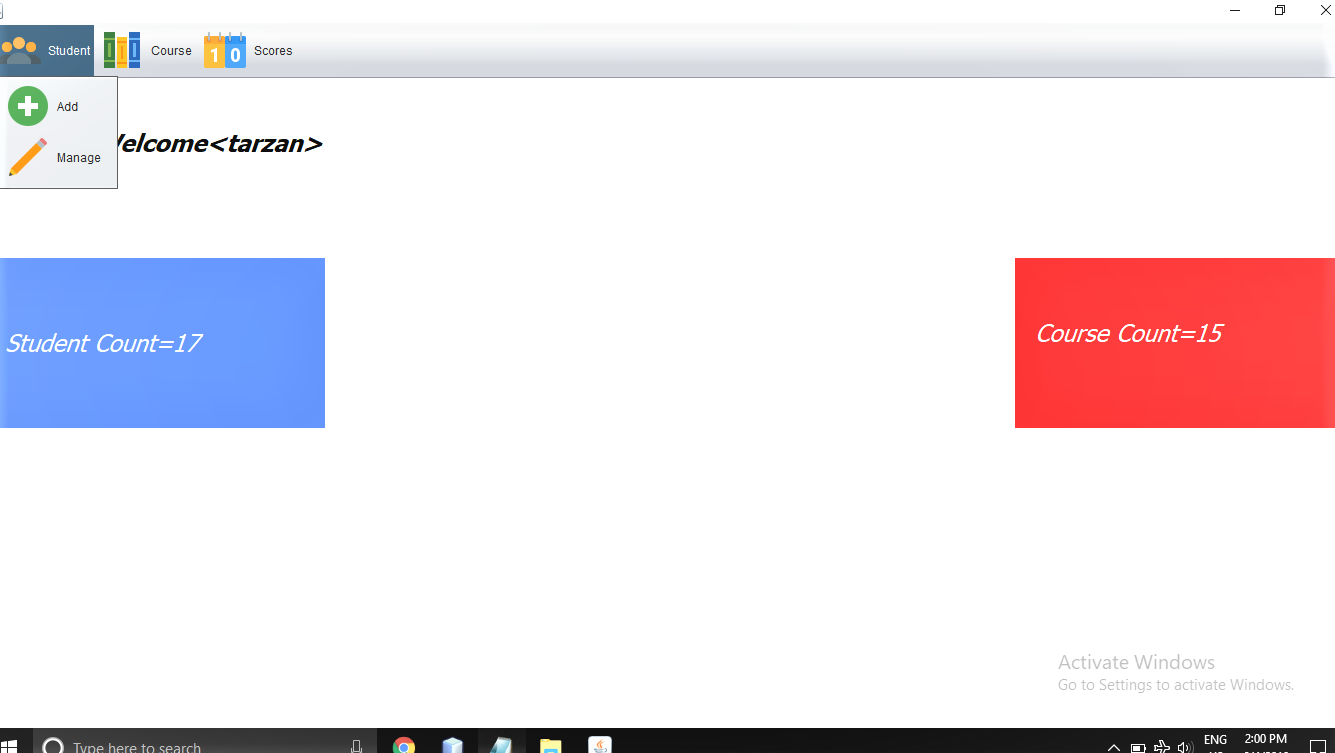 Student
Course
1 0
Scores
Add
Manage
<tarzan>
Student Count=17
Course Count=15
Activate Windows
Go to Settings to activate Windows.
Type here to search
ENG
2:00 PM